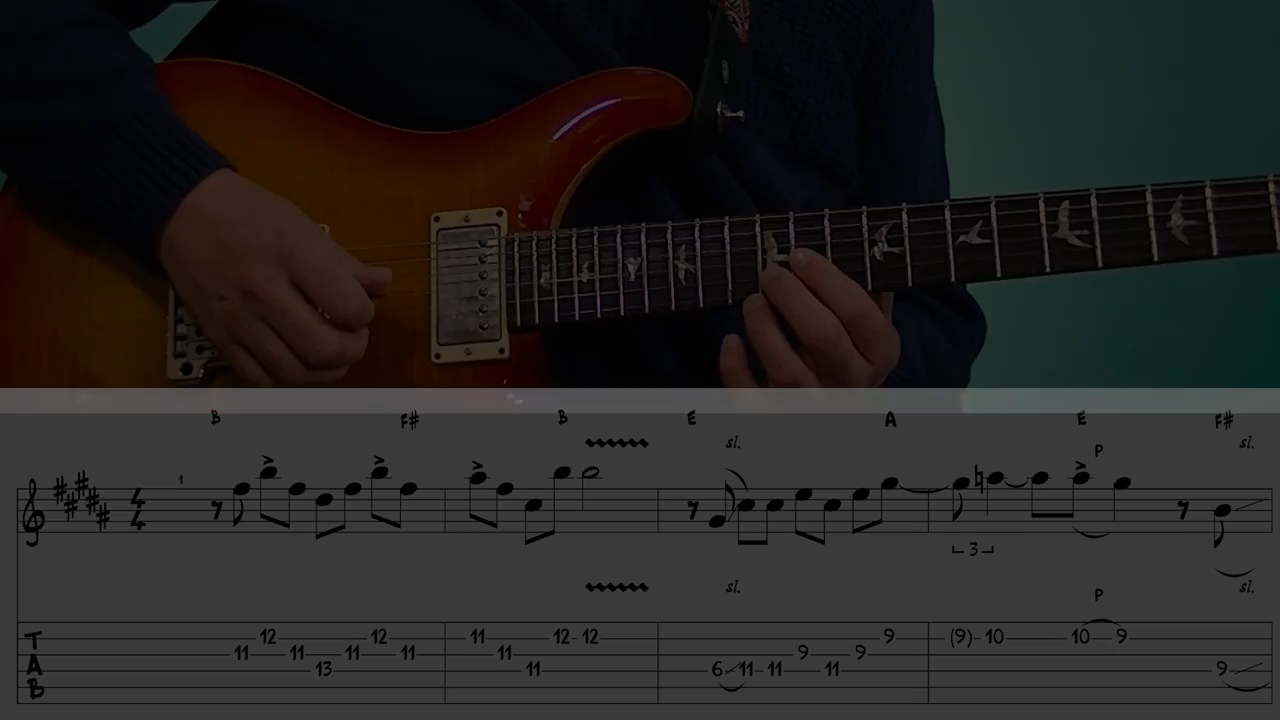 B F# B E A E F#
sl. P sl.
1
4
4
3
sl. P sl.
T 12 12 11 12 12 9 (9) 10 10 9
11 11 11 11 11 9 9
A 13 11 6 11 11 11 9
B